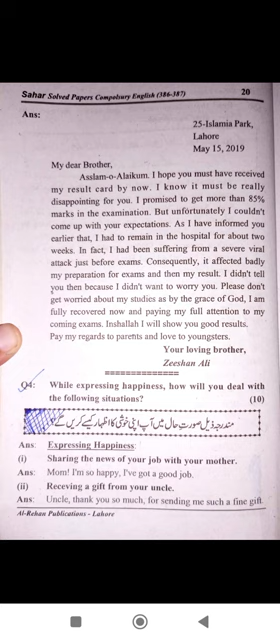 Sahar Solved Papers Compolsury English (386-387) 20
Ans:
25-Islamia Park,
Lahore
May 15, 2019
My dear Brother,
Asslam-o-Alaikum. I hope you must have received
my result card by now. I know it must be really
disappointing for you. I promised to get more than 85%
marks in the examination. But unfortunately I couldn't
come up with your expectations. As I have informed you
earlier that, I had to remain in the hospital for about two
weeks. In fact, I had been suffering from a severe viral
attack just before exams. Consequently, it affected badly
my preparation for exams and then my result. I didn't tell
you then because I didn't want to worry you. Please don't
get worried about my studies as by the grace of God, I am
fully recovered now and paying my full attention to my
coming exams. Inshallah I will show you good results.
Pay my regards to parents and love to youngsters.
Your loving brother,
Zeeshan Ali
==============
Q4: While expressing happiness, how will you deal with
the following situations? (10)
مندرجہ ذیل صورت حال میں آپ اپنی خوشی کا اظہار کیسے کریں گے؟
Ans: Expressing Happiness:
(i) Sharing the news of your job with your mother.
Ans: Mom! I'm so happy, I've got a good job.
(ii) Receving a gift from your uncle.
Ans: Uncle, thank you so much, for sending me such a fine gift.
Al-Rehan Publications - Lahore